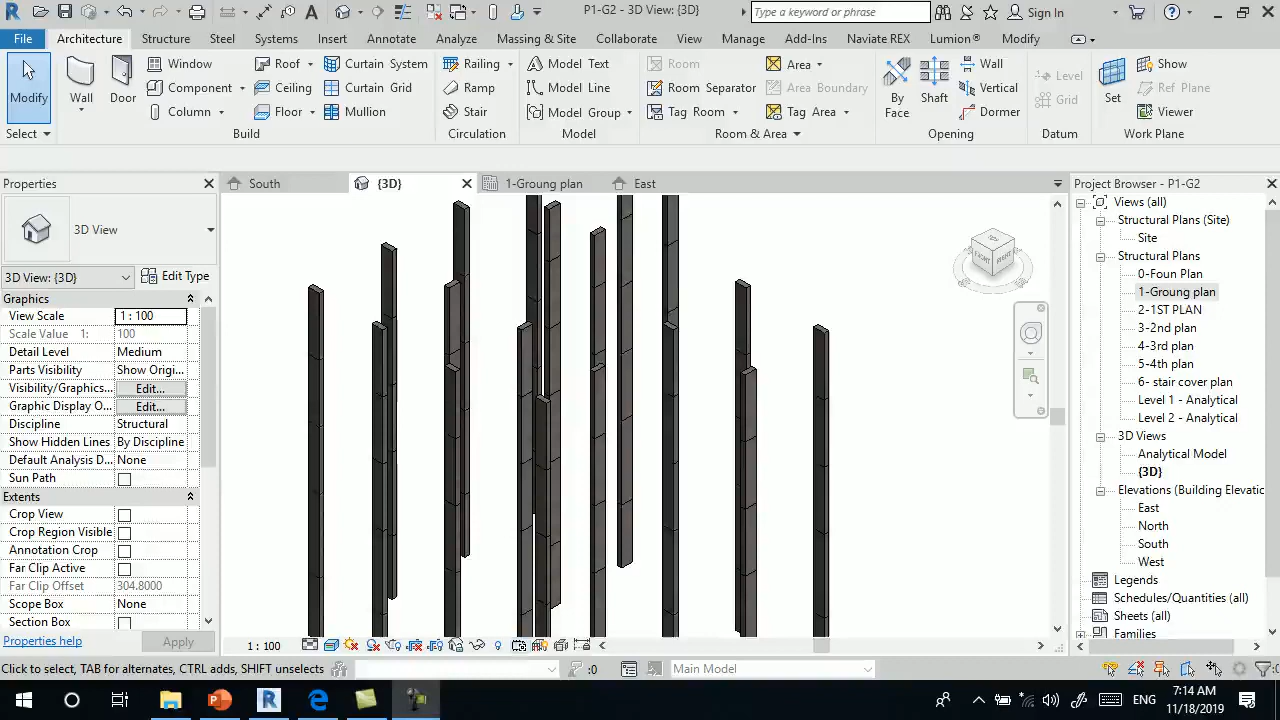 P1-G2 - 3D View: {3D}
Type a keyword or phrase
Sign In
File
Architecture
Structure
Steel
Systems
Insert
Annotate
Analyze
Massing & Site
Collaborate
View
Manage
Add-Ins
Naviate REX
Lumion®
Modify
Modify
Wall
Door
Window
Component
Column
Roof
Ceiling
Floor
Curtain System
Curtain Grid
Mullion
Railing
Ramp
Stair
Model Text
Model Line
Model Group
Room
Room Separator
Tag Room
Area
Area Boundary
Tag Area
By
Face
Shaft
Wall
Vertical
Dormer
Level
Grid
Set
Show
Ref Plane
Viewer
Select
Build
Circulation
Model
Room & Area
Opening
Datum
Work Plane
Properties
South
{3D}
1-Groung plan
East
Project Browser - P1-G2
3D View
3D View: {3D}
Edit Type
Graphics
View Scale 1 : 100
Scale Value 1: 100
Detail Level Medium
Parts Visibility Show Origi...
Visibility/Graphics... Edit...
Graphic Display O... Edit...
Discipline Structural
Show Hidden Lines By Discipline
Default Analysis D... None
Sun Path
Extents
Crop View
Crop Region Visible
Annotation Crop
Far Clip Active
Far Clip Offset 304.8000
Scope Box None
Section Box
Properties help
Apply
FRONT
Views (all)
Structural Plans (Site)
Site
Structural Plans
0-Foun Plan
1-Groung plan
2-1ST PLAN
3-2nd plan
4-3rd plan
5-4th plan
6- stair cover plan
Level 1 - Analytical
Level 2 - Analytical
3D Views
Analytical Model
{3D}
Elevations (Building Elevatic
East
North
South
West
Legends
Schedules/Quantities (all)
Sheets (all)
Families
1 : 100
Click to select, TAB for alternates, CTRL adds, SHIFT unselects
:0
Main Model
:0
ENG
7:14 AM
11/18/2019